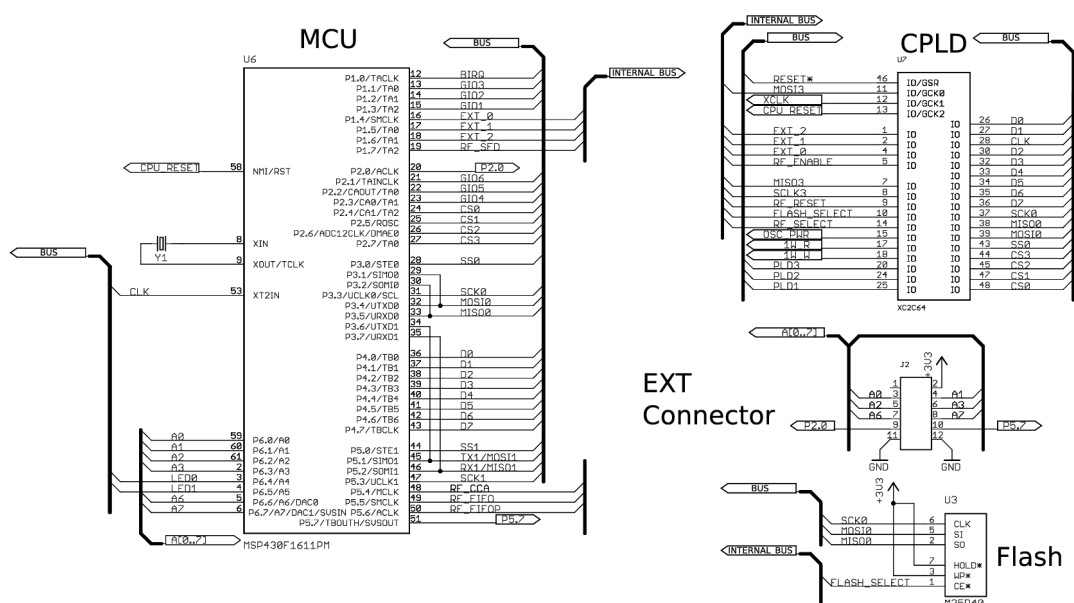 MCU
U6
BUS
INTERNAL BUS
P1.0/TACLK 12 BIRQ
P1.1/TA0 13 GIO3
P1.2/TA1 14 GIO2
P1.3/TA2 15 GIO1
P1.4/SMCLK 16 EXT_0
P1.5/TA0 17 EXT_1
P1.6/TA1 18 EXT_2
P1.7/TA2 19 RF_SFD
CPU_RESET 58 NMI/RST
P2.0/ACLK 20 P2.0
P2.1/TAINCLK 21 GIO6
P2.2/CAOUT/TA0 22 GIO5
P2.3/CA0/TA1 23 GIO4
P2.4/CA1/TA2 24 CS0
P2.5/ROSC 25 CS1
P2.6/ADC12CLK/DMAE0 26 CS2
P2.7/TA0 27 CS3
8 XIN
Y1
9 XOUT/TCLK
BUS
CLK 53 XT2IN
P3.0/STE0 28 SS0
P3.1/SIMO0 29
P3.2/SOMI0 30
P3.3/UCLK0/SCL 31 SCK0
P3.4/UTXD0 32 MOSI0
P3.5/URXD0 33 MISO0
P3.6/UTXD1 34
P3.7/URXD1 35
P4.0/TB0 36 D0
P4.1/TB1 37 D1
P4.2/TB2 38 D2
P4.3/TB3 39 D3
P4.4/TB4 40 D4
P4.5/TB5 41 D5
P4.6/TB6 42 D6
P4.7/TBCLK 43 D7
A0 59 P6.0/A0
A1 60 P6.1/A1
A2 61 P6.2/A2
A3 2 P6.3/A3
LED0 3 P6.4/A4
LED1 4 P6.5/A5
A6 5 P6.6/A6/DAC0
A7 6 P6.7/A7/DAC1/SVSIN
P5.0/STE1 44 SS1
P5.1/SIMO1 45 TX1/MOSI1
P5.2/SOMI1 46 RX1/MISO1
P5.3/UCLK1 47 SCK1
P5.4/MCLK 48 RF_CCA
P5.5/SMCLK 49 RF_FIFO
P5.6/ACLK 50 RF_FIFOP
P5.7/TBOUTH/SVSOUT 51 P5.7
A[0..7]
MSP430F1611PM
INTERNAL BUS
BUS
CPLD
BUS
U7
RESET* 46 IO/GSR
MOSI3 11 IO/GCK0
XCLK 12 IO/GCK1
CPU_RESET 13 IO/GCK2
EXT_2 1 IO
EXT_1 2 IO
EXT_0 4 IO
RF_ENABLE 5 IO
MISO3 7 IO
SCLK3 8 IO
RF_RESET 9 IO
FLASH_SELECT 10 IO
RF_SELECT 14 IO
OSC_PWR 15 IO
1W_R 17 IO
1W_W 18 IO
PLD3 20 IO
PLD2 24 IO
PLD1 25 IO
IO 26 D0
IO 27 D1
IO 28 CLK
IO 30 D2
IO 32 D3
IO 33 D4
IO 34 D5
IO 35 D6
IO 36 D7
IO 37 SCK0
IO 38 MISO0
IO 39 MOSI0
IO 43 SS0
IO 44 CS3
IO 45 CS2
IO 47 CS1
IO 48 CS0
XC2C64
EXT
Connector
A[0..7]
J2
+3V3
1 2
A0 3 4 A1
A2 5 6 A3
A6 7 8 A7
P2.0 9 10 P5.7
11 12
GND GND
BUS
+3V3
U3
SCK0 6 CLK
MOSI0 5 SI
MISO0 2 SO
INTERNAL BUS
7 HOLD*
3 WP*
FLASH_SELECT 1 CE*
Flash
M25P40